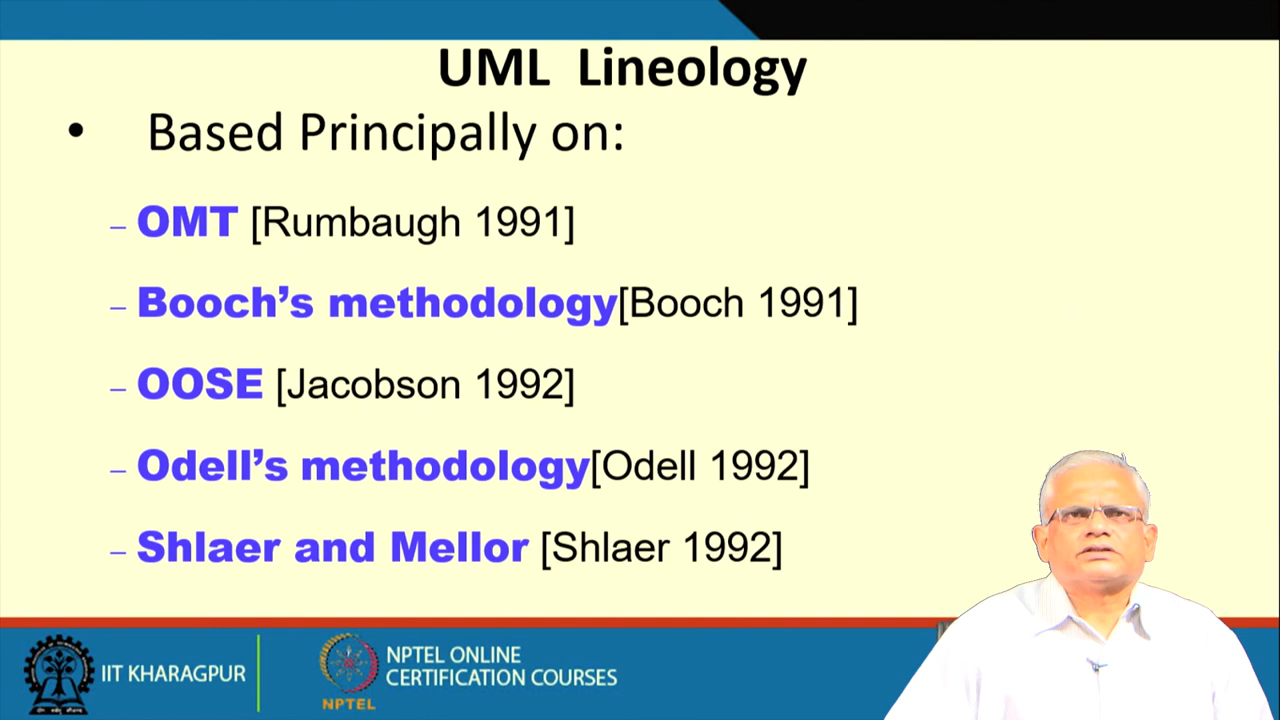 UML Lineology
• Based Principally on:
– OMT [Rumbaugh 1991]
– Booch’s methodology[Booch 1991]
– OOSE [Jacobson 1992]
– Odell’s methodology[Odell 1992]
– Shlaer and Mellor [Shlaer 1992]
IIT KHARAGPUR
NPTEL
NPTEL ONLINE
CERTIFICATION COURSES